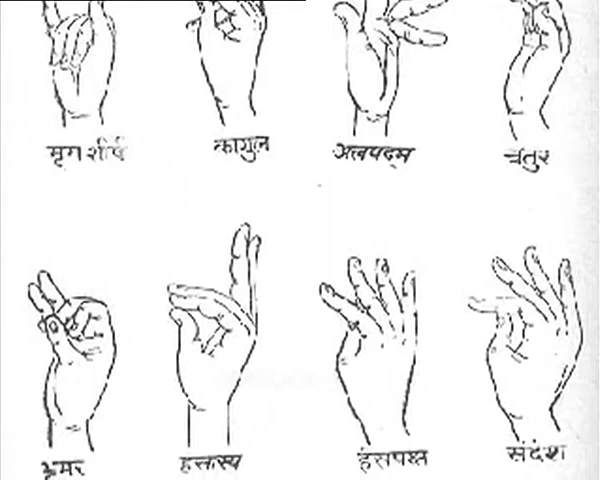 मृगशीर्ष कागुल अलपद्म चतुर
भ्रमर हंसपक्ष संदंश